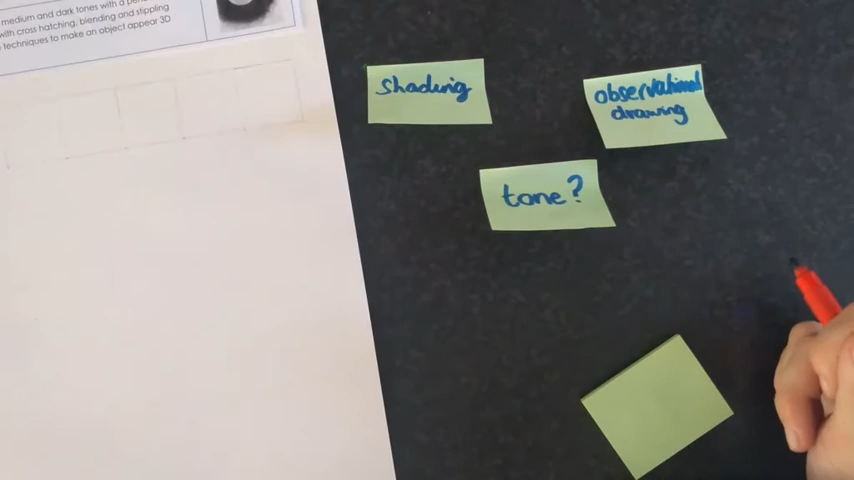 medium and dark tones with a
with cross hatching, blending and stippling
techniques to make an object appear 3D
shading
observational
drawing
tone?